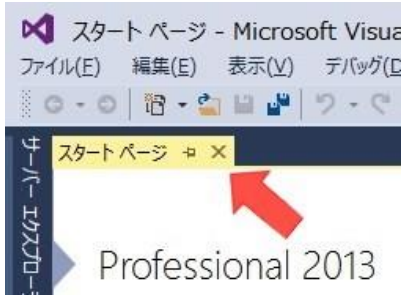 スタート ページ - Microsoft Visua
ファイル(F) 編集(E) 表示(V) デバッグ(D
スタート ページ
サーバー エクスプローラ
Professional 2013